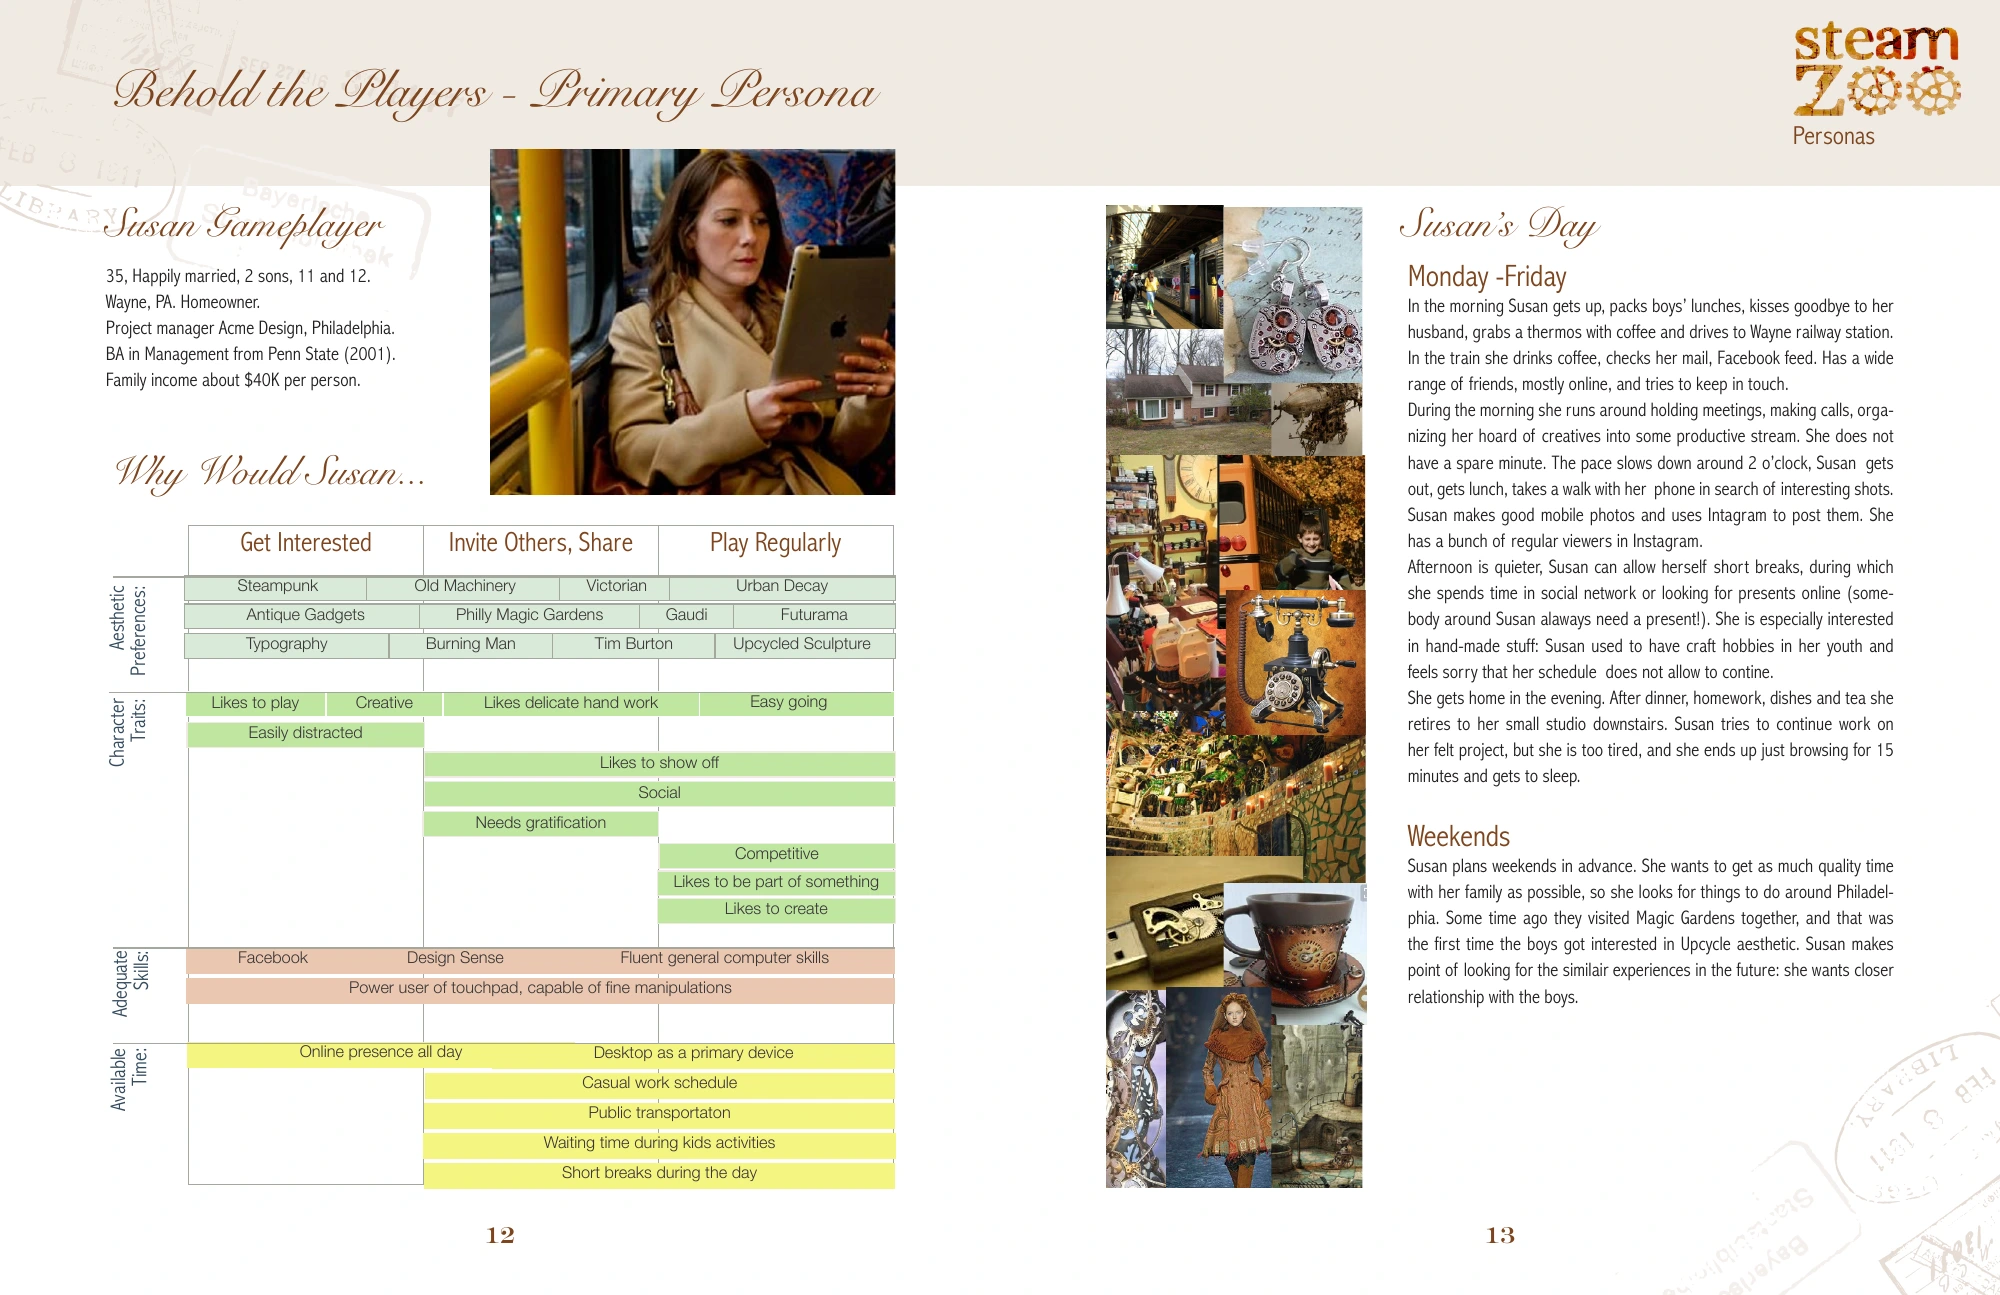 Behold the Players - Primary Persona
steam
Zoo
Personas
Susan Gameplayer
35, Happily married, 2 sons, 11 and 12.
Wayne, PA. Homeowner.
Project manager Acme Design, Philadelphia.
BA in Management from Penn State (2001).
Family income about $40K per person.
Why Would Susan...
Get Interested
Invite Others, Share
Play Regularly
Aesthetic
Preferences:
Steampunk
Old Machinery
Victorian
Urban Decay
Antique Gadgets
Philly Magic Gardens
Gaudi
Futurama
Typography
Burning Man
Tim Burton
Upcycled Sculpture
Character
Traits:
Likes to play
Creative
Likes delicate hand work
Easy going
Easily distracted
Likes to show off
Social
Needs gratification
Competitive
Likes to be part of something
Likes to create
Adequate
Skills:
Facebook
Design Sense
Fluent general computer skills
Power user of touchpad, capable of fine manipulations
Available
Time:
Online presence all day
Desktop as a primary device
Casual work schedule
Public transportaton
Waiting time during kids activities
Short breaks during the day
12
Susan's Day
Monday -Friday
In the morning Susan gets up, packs boys' lunches, kisses goodbye to her
husband, grabs a thermos with coffee and drives to Wayne railway station.
In the train she drinks coffee, checks her mail, Facebook feed. Has a wide
range of friends, mostly online, and tries to keep in touch.
During the morning she runs around holding meetings, making calls, orga-
nizing her hoard of creatives into some productive stream. She does not
have a spare minute. The pace slows down around 2 o'clock, Susan gets
out, gets lunch, takes a walk with her phone in search of interesting shots.
Susan makes good mobile photos and uses Intagram to post them. She
has a bunch of regular viewers in Instagram.
Afternoon is quieter, Susan can allow herself short breaks, during which
she spends time in social network or looking for presents online (some-
body around Susan alaways need a present!). She is especially interested
in hand-made stuff: Susan used to have craft hobbies in her youth and
feels sorry that her schedule does not allow to contine.
She gets home in the evening. After dinner, homework, dishes and tea she
retires to her small studio downstairs. Susan tries to continue work on
her felt project, but she is too tired, and she ends up just browsing for 15
minutes and gets to sleep.
Weekends
Susan plans weekends in advance. She wants to get as much quality time
with her family as possible, so she looks for things to do around Philadel-
phia. Some time ago they visited Magic Gardens together, and that was
the first time the boys got interested in Upcycle aesthetic. Susan makes
point of looking for the similair experiences in the future: she wants closer
relationship with the boys.
13
SEP 27
FEB 8 1811
LIBRARY
Bayerische
LIBRARY
FEB 8 1811